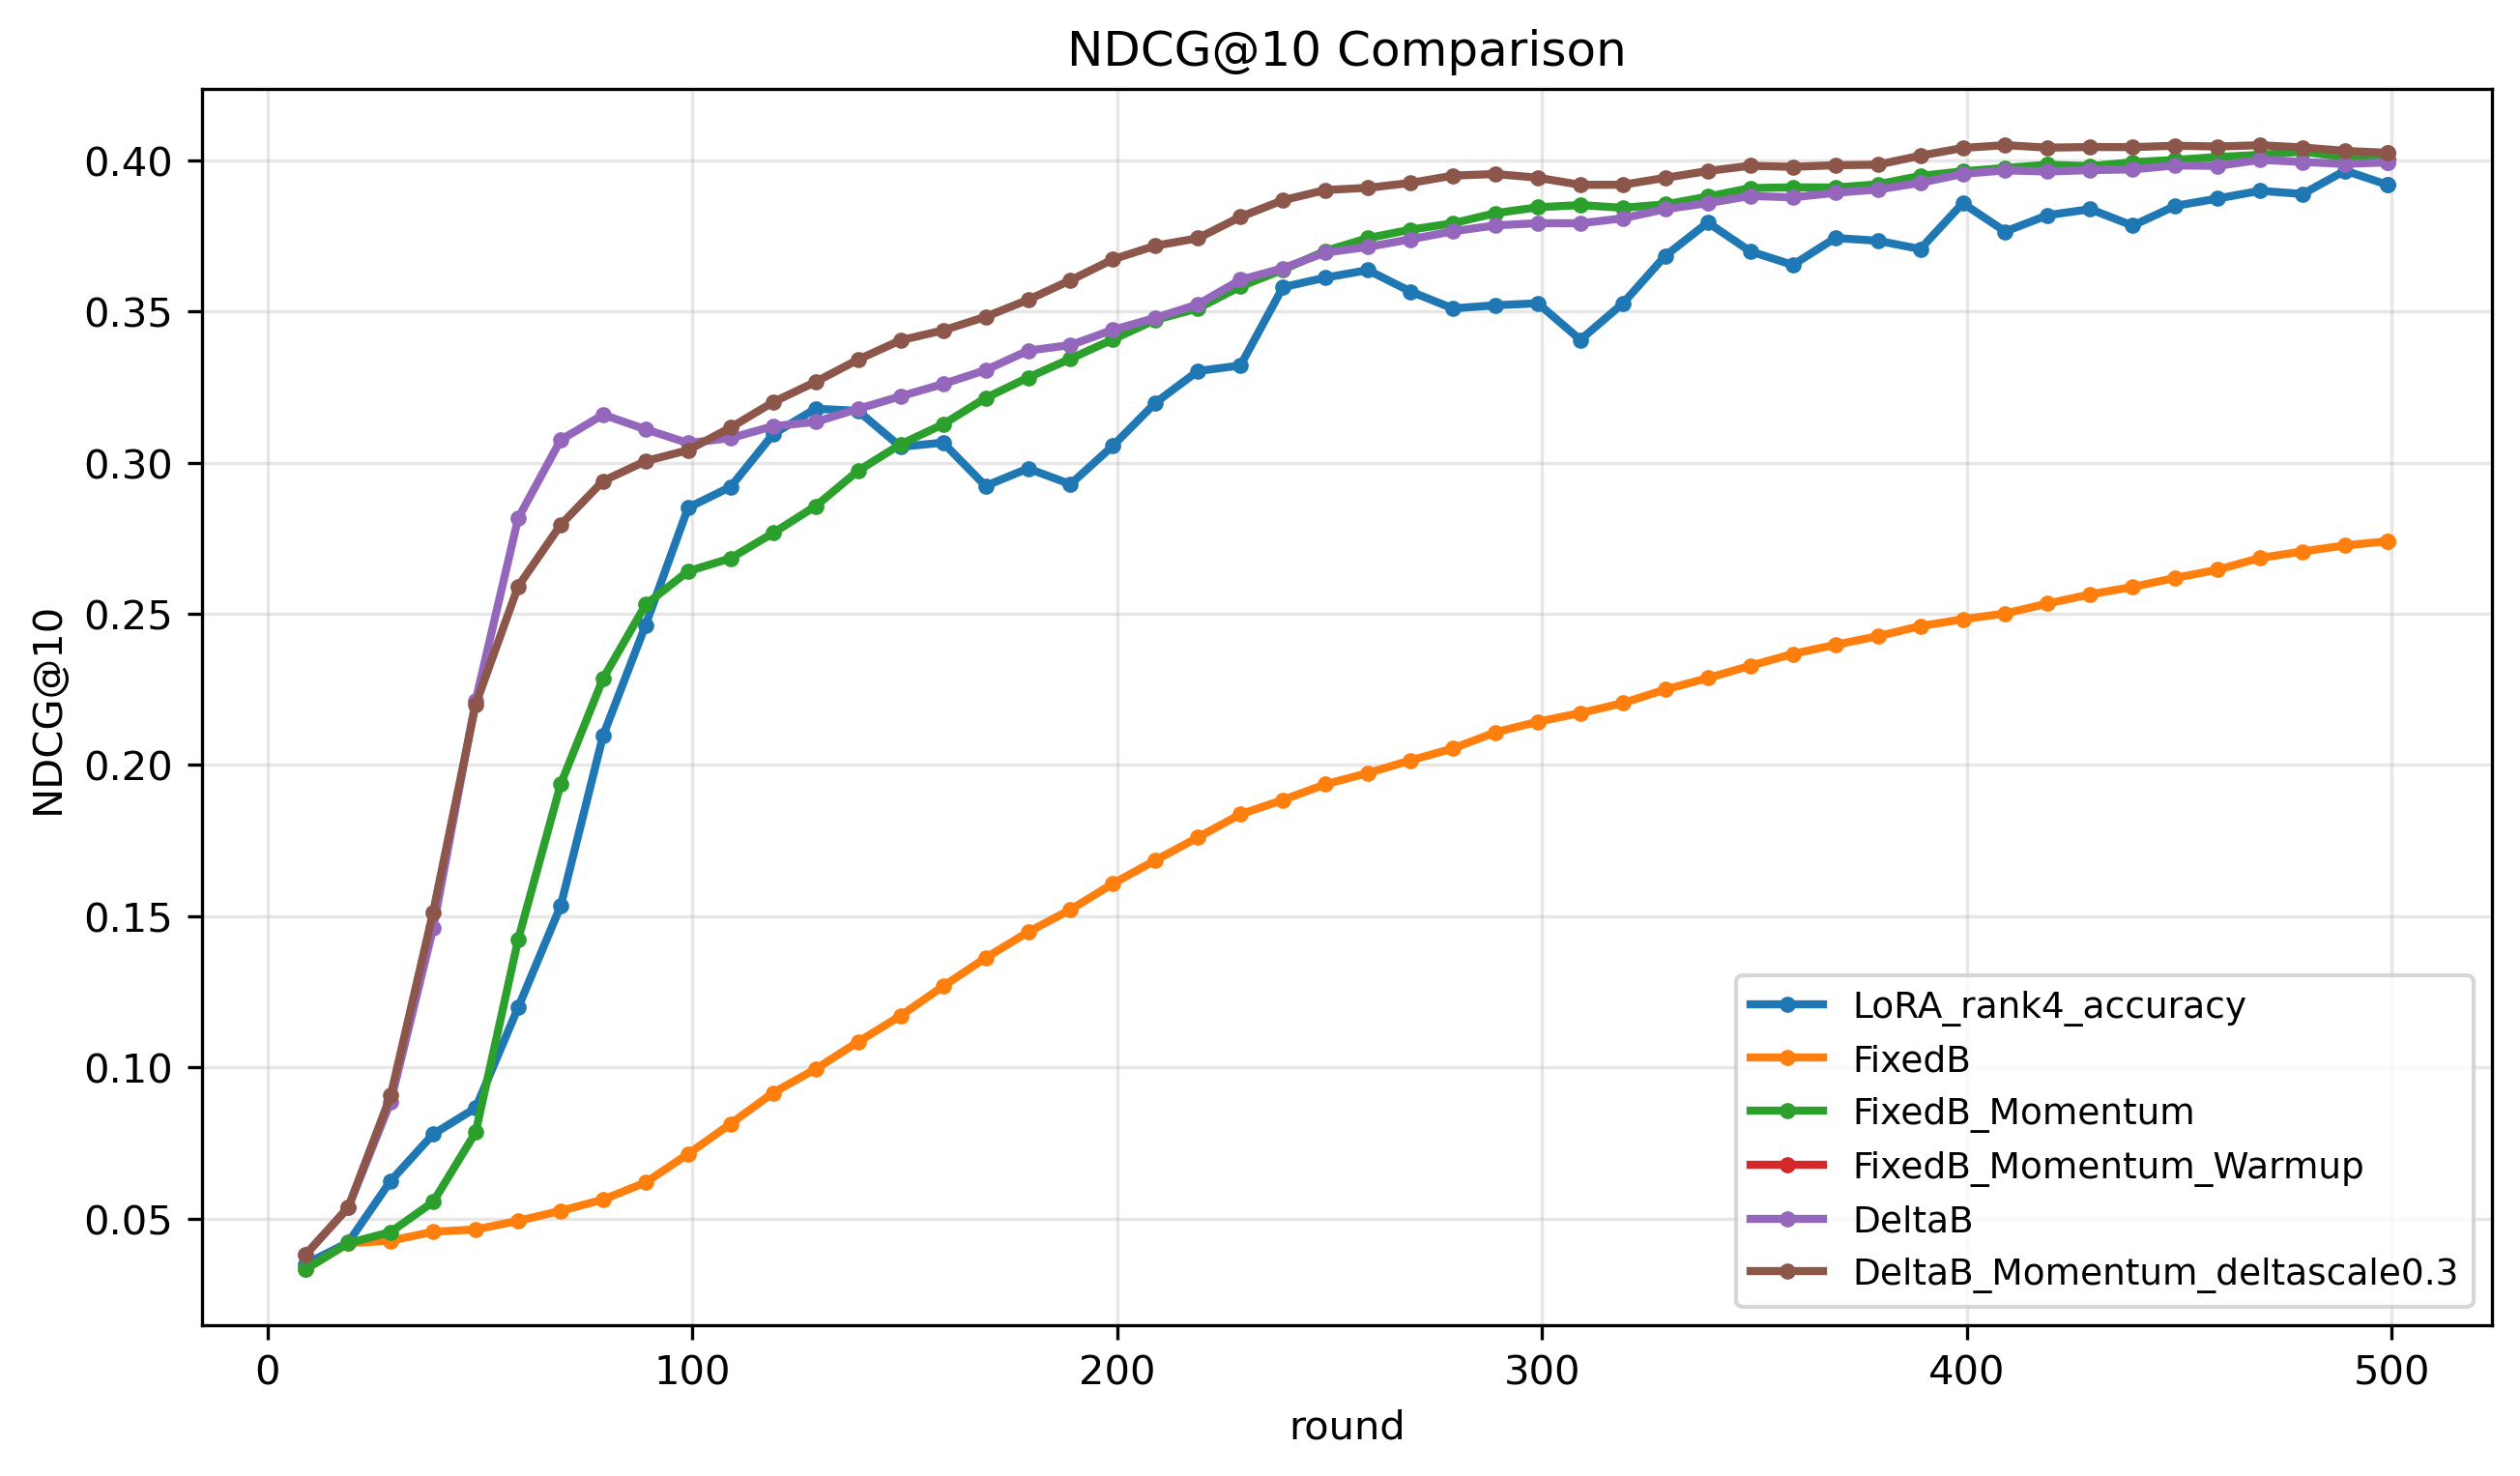 NDCG@10 Comparison
NDCG@10
0.40
0.35
0.30
0.25
0.20
0.15
0.10
0.05
0 100 200 300 400 500
round
LoRA_rank4_accuracy
FixedB
FixedB_Momentum
FixedB_Momentum_Warmup
DeltaB
DeltaB_Momentum_deltascale0.3